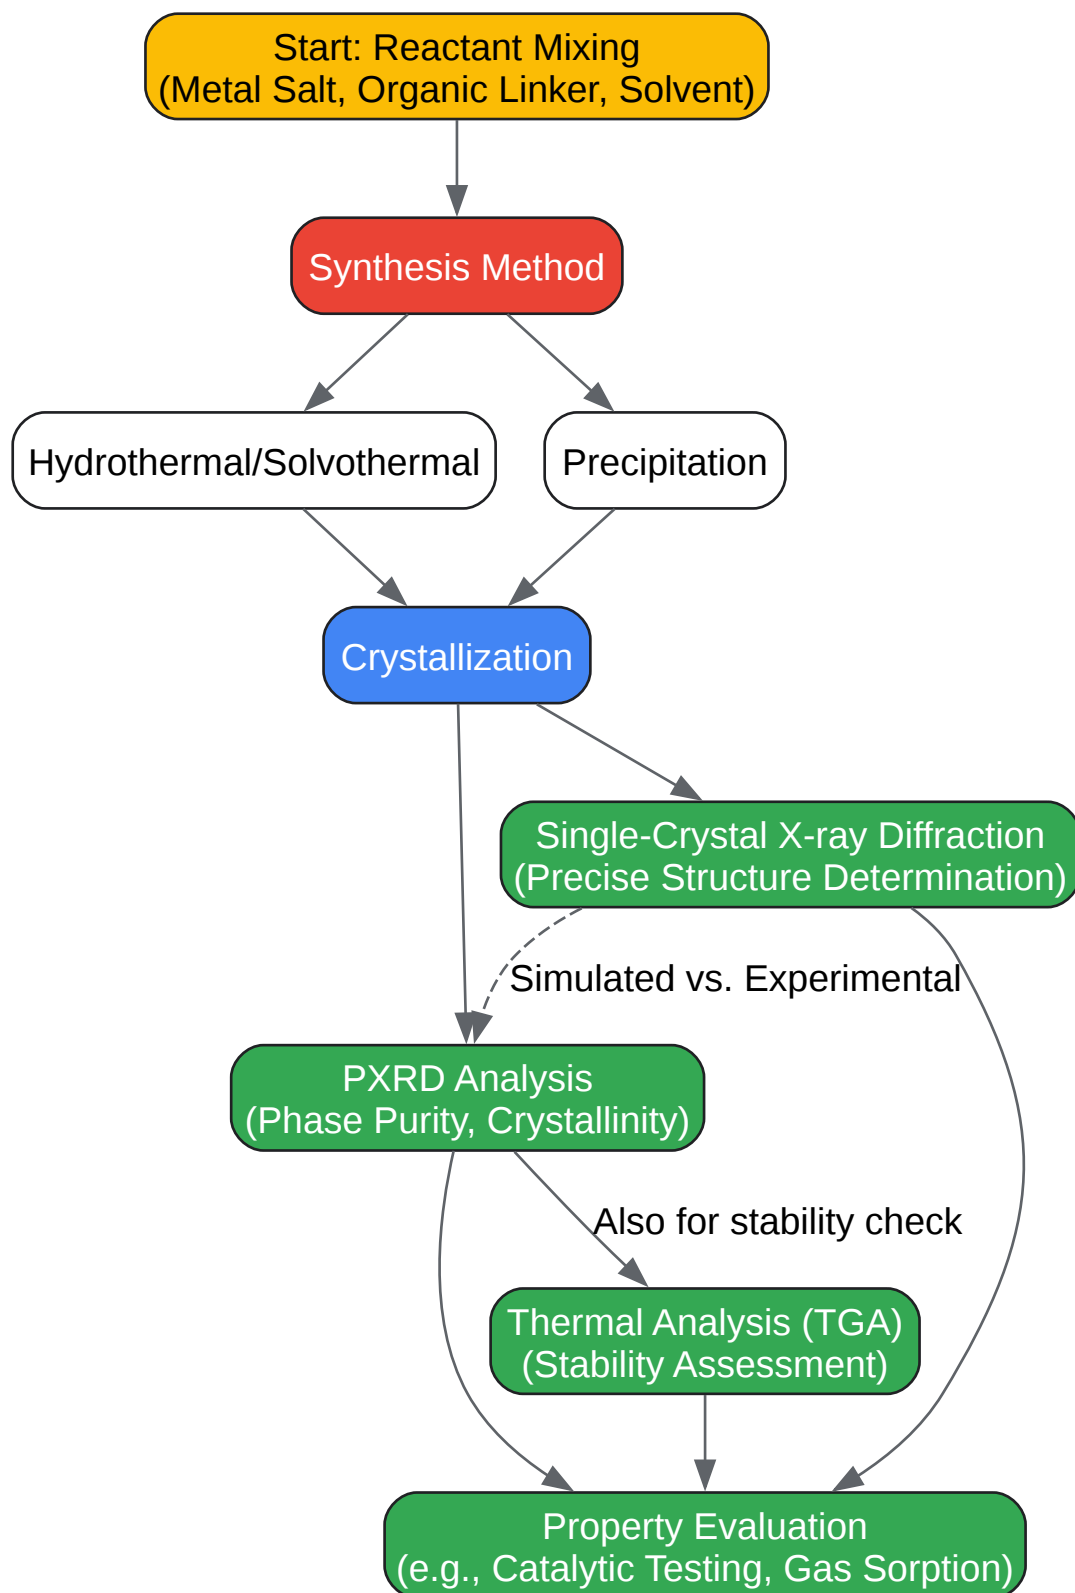 Start: Reactant Mixing
(Metal Salt, Organic Linker, Solvent)
Synthesis Method
Hydrothermal/Solvothermal
Precipitation
Crystallization
Single-Crystal X-ray Diffraction
(Precise Structure Determination)
Simulated vs. Experimental
PXRD Analysis
(Phase Purity, Crystallinity)
Also for stability check
Thermal Analysis (TGA)
(Stability Assessment)
Property Evaluation
(e.g., Catalytic Testing, Gas Sorption)